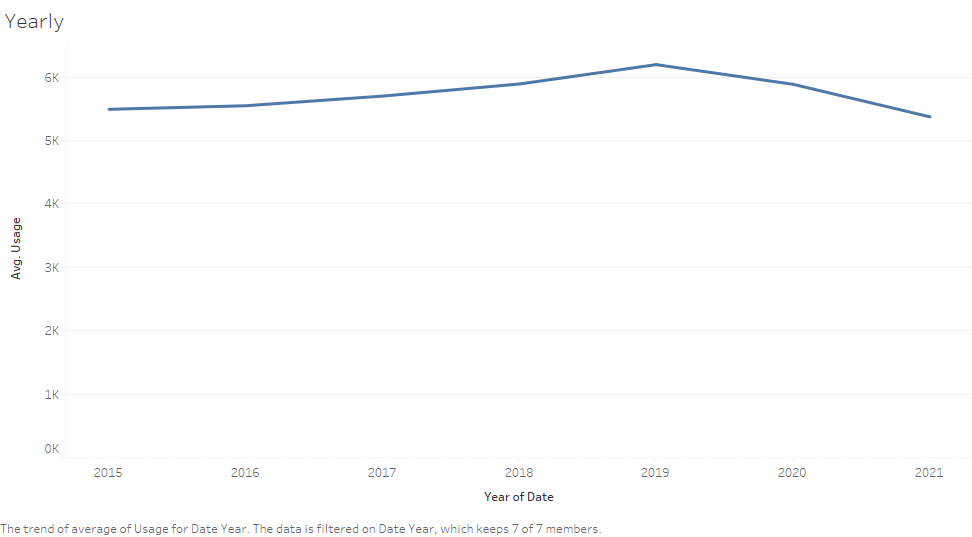 Yearly
6K
5K
4K
3K
2K
1K
0K
Avg. Usage
2015 2016 2017 2018 2019 2020 2021
Year of Date
The trend of average of Usage for Date Year. The data is filtered on Date Year, which keeps 7 of 7 members.